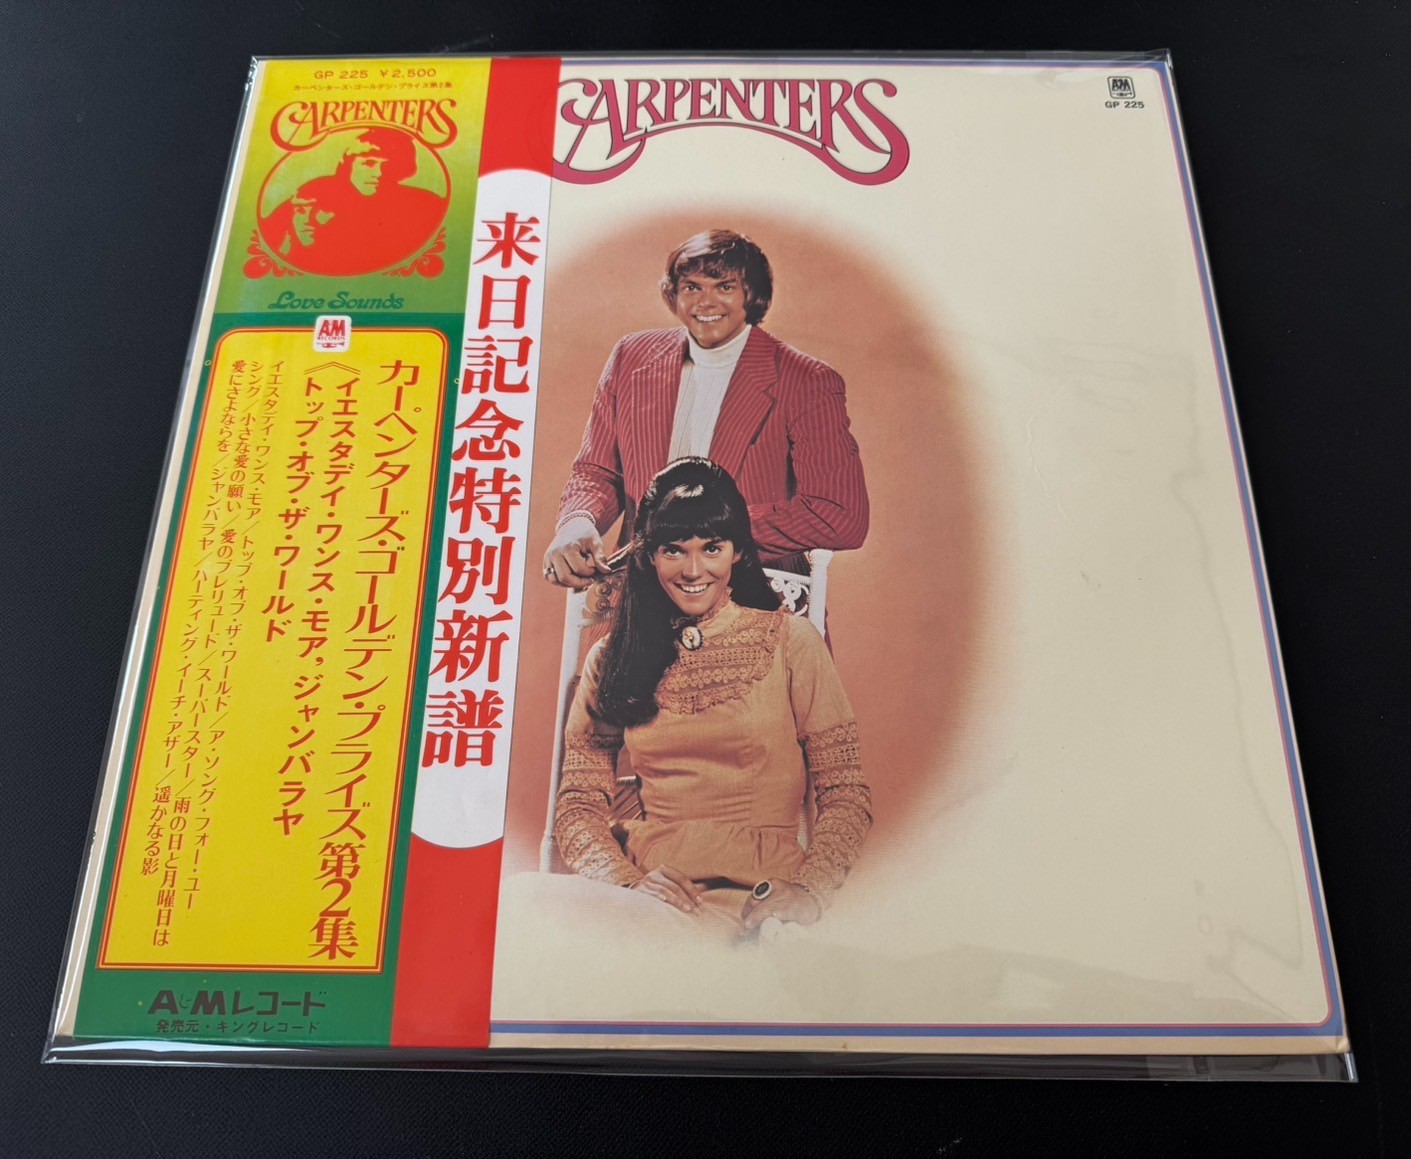 GP 225 ¥2,500
カーペンターズ・ゴールデン・プライズ第2集
CARPENTERS
Love Sounds
A&M
RECORDS
カーペンターズ・ゴールデン・プライズ第2集
《イエスタデイ・ワンス・モア,ジャンバラヤ
トップ・オブ・ザ・ワールド
イエスタデイ・ワンス・モア/トップ・オブ・ザ・ワールド/ア・ソング・フォー・ユー
シング/小さな愛の願い/愛のプレリュード/スーパースター/雨の日と月曜日は
愛にさよならを/ジャンバラヤ/ハーティング・イーチ・アザー/遥かなる影
A&Mレコード
発売元・キングレコード
来日記念特別新譜
CARPENTERS
A&M
GP 225